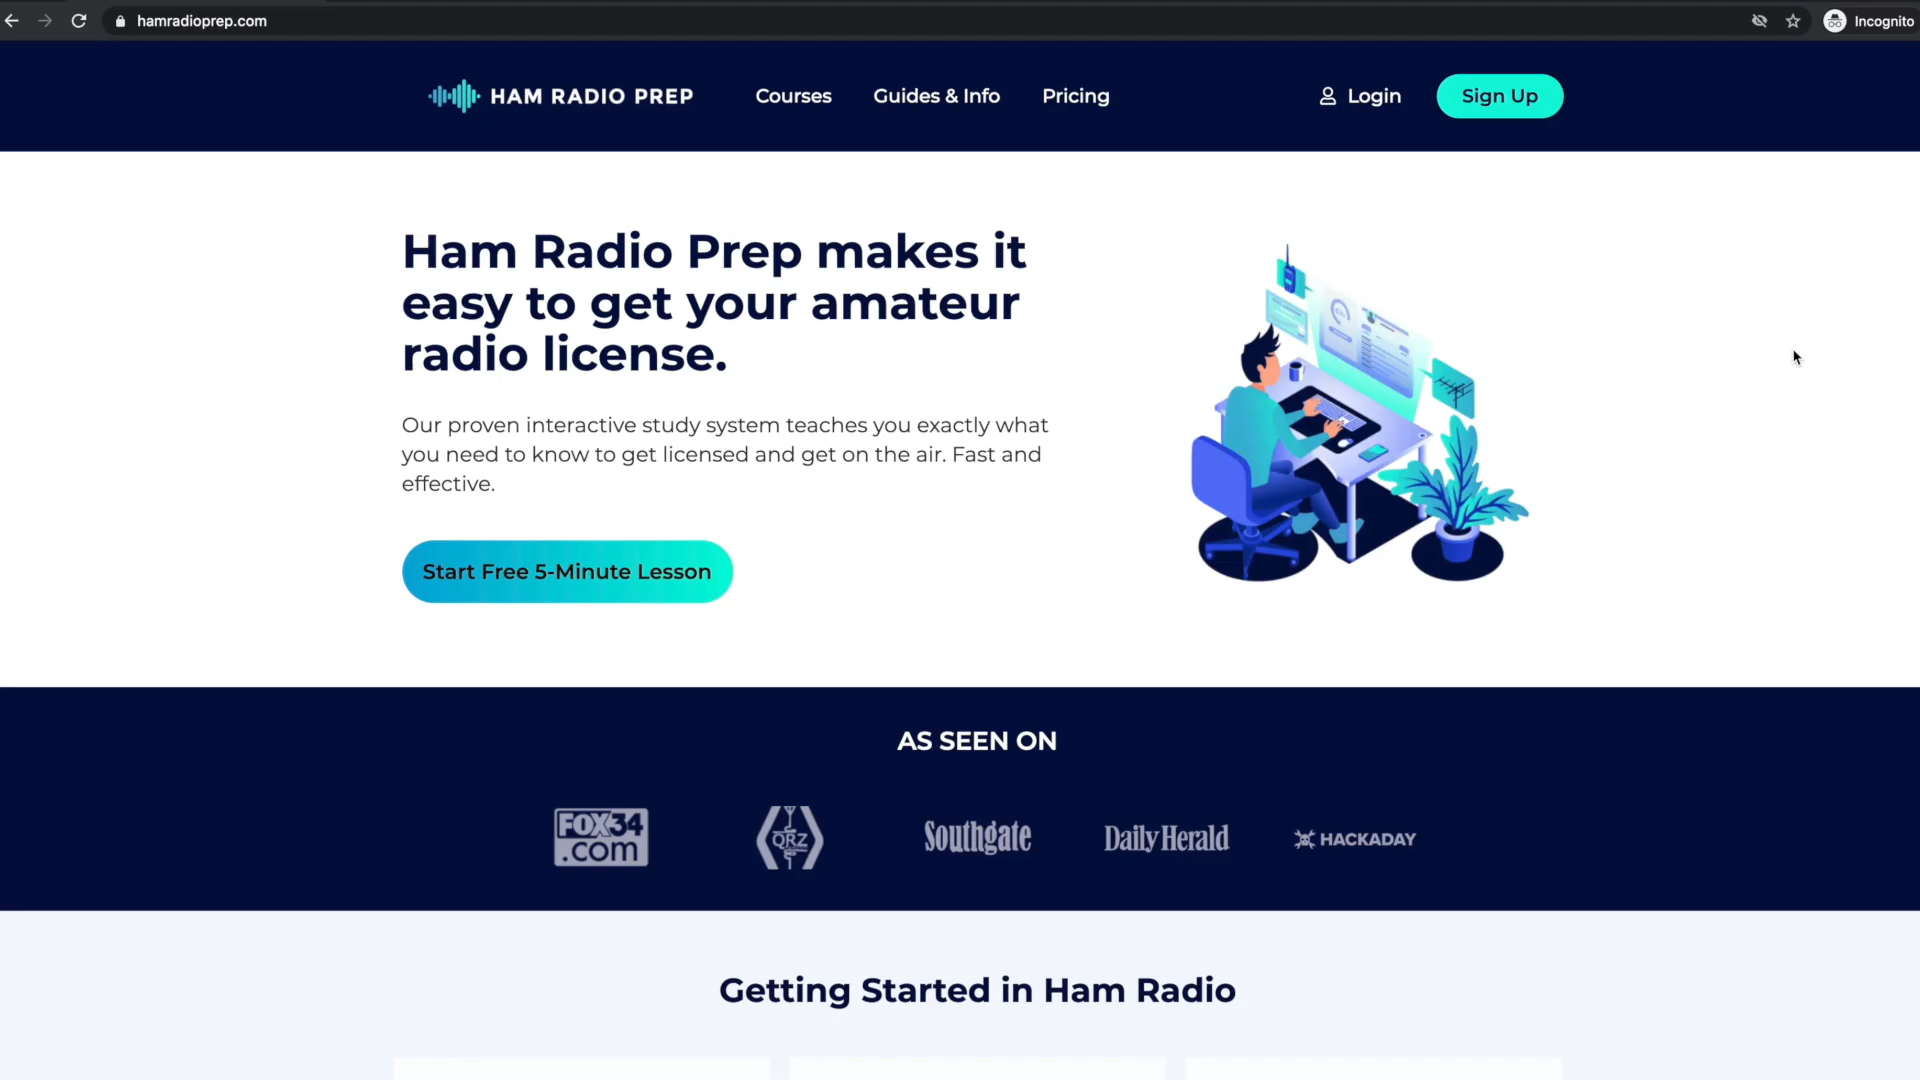 hamradioprep.com
Incognito
HAM RADIO PREP
Courses
Guides & Info
Pricing
Login
Sign Up
Ham Radio Prep makes it
easy to get your amateur
radio license.
Our proven interactive study system teaches you exactly what
you need to know to get licensed and get on the air. Fast and
effective.
Start Free 5-Minute Lesson
AS SEEN ON
FOX34
.com
QRZ
Southgate
Daily Herald
HACKADAY
Getting Started in Ham Radio